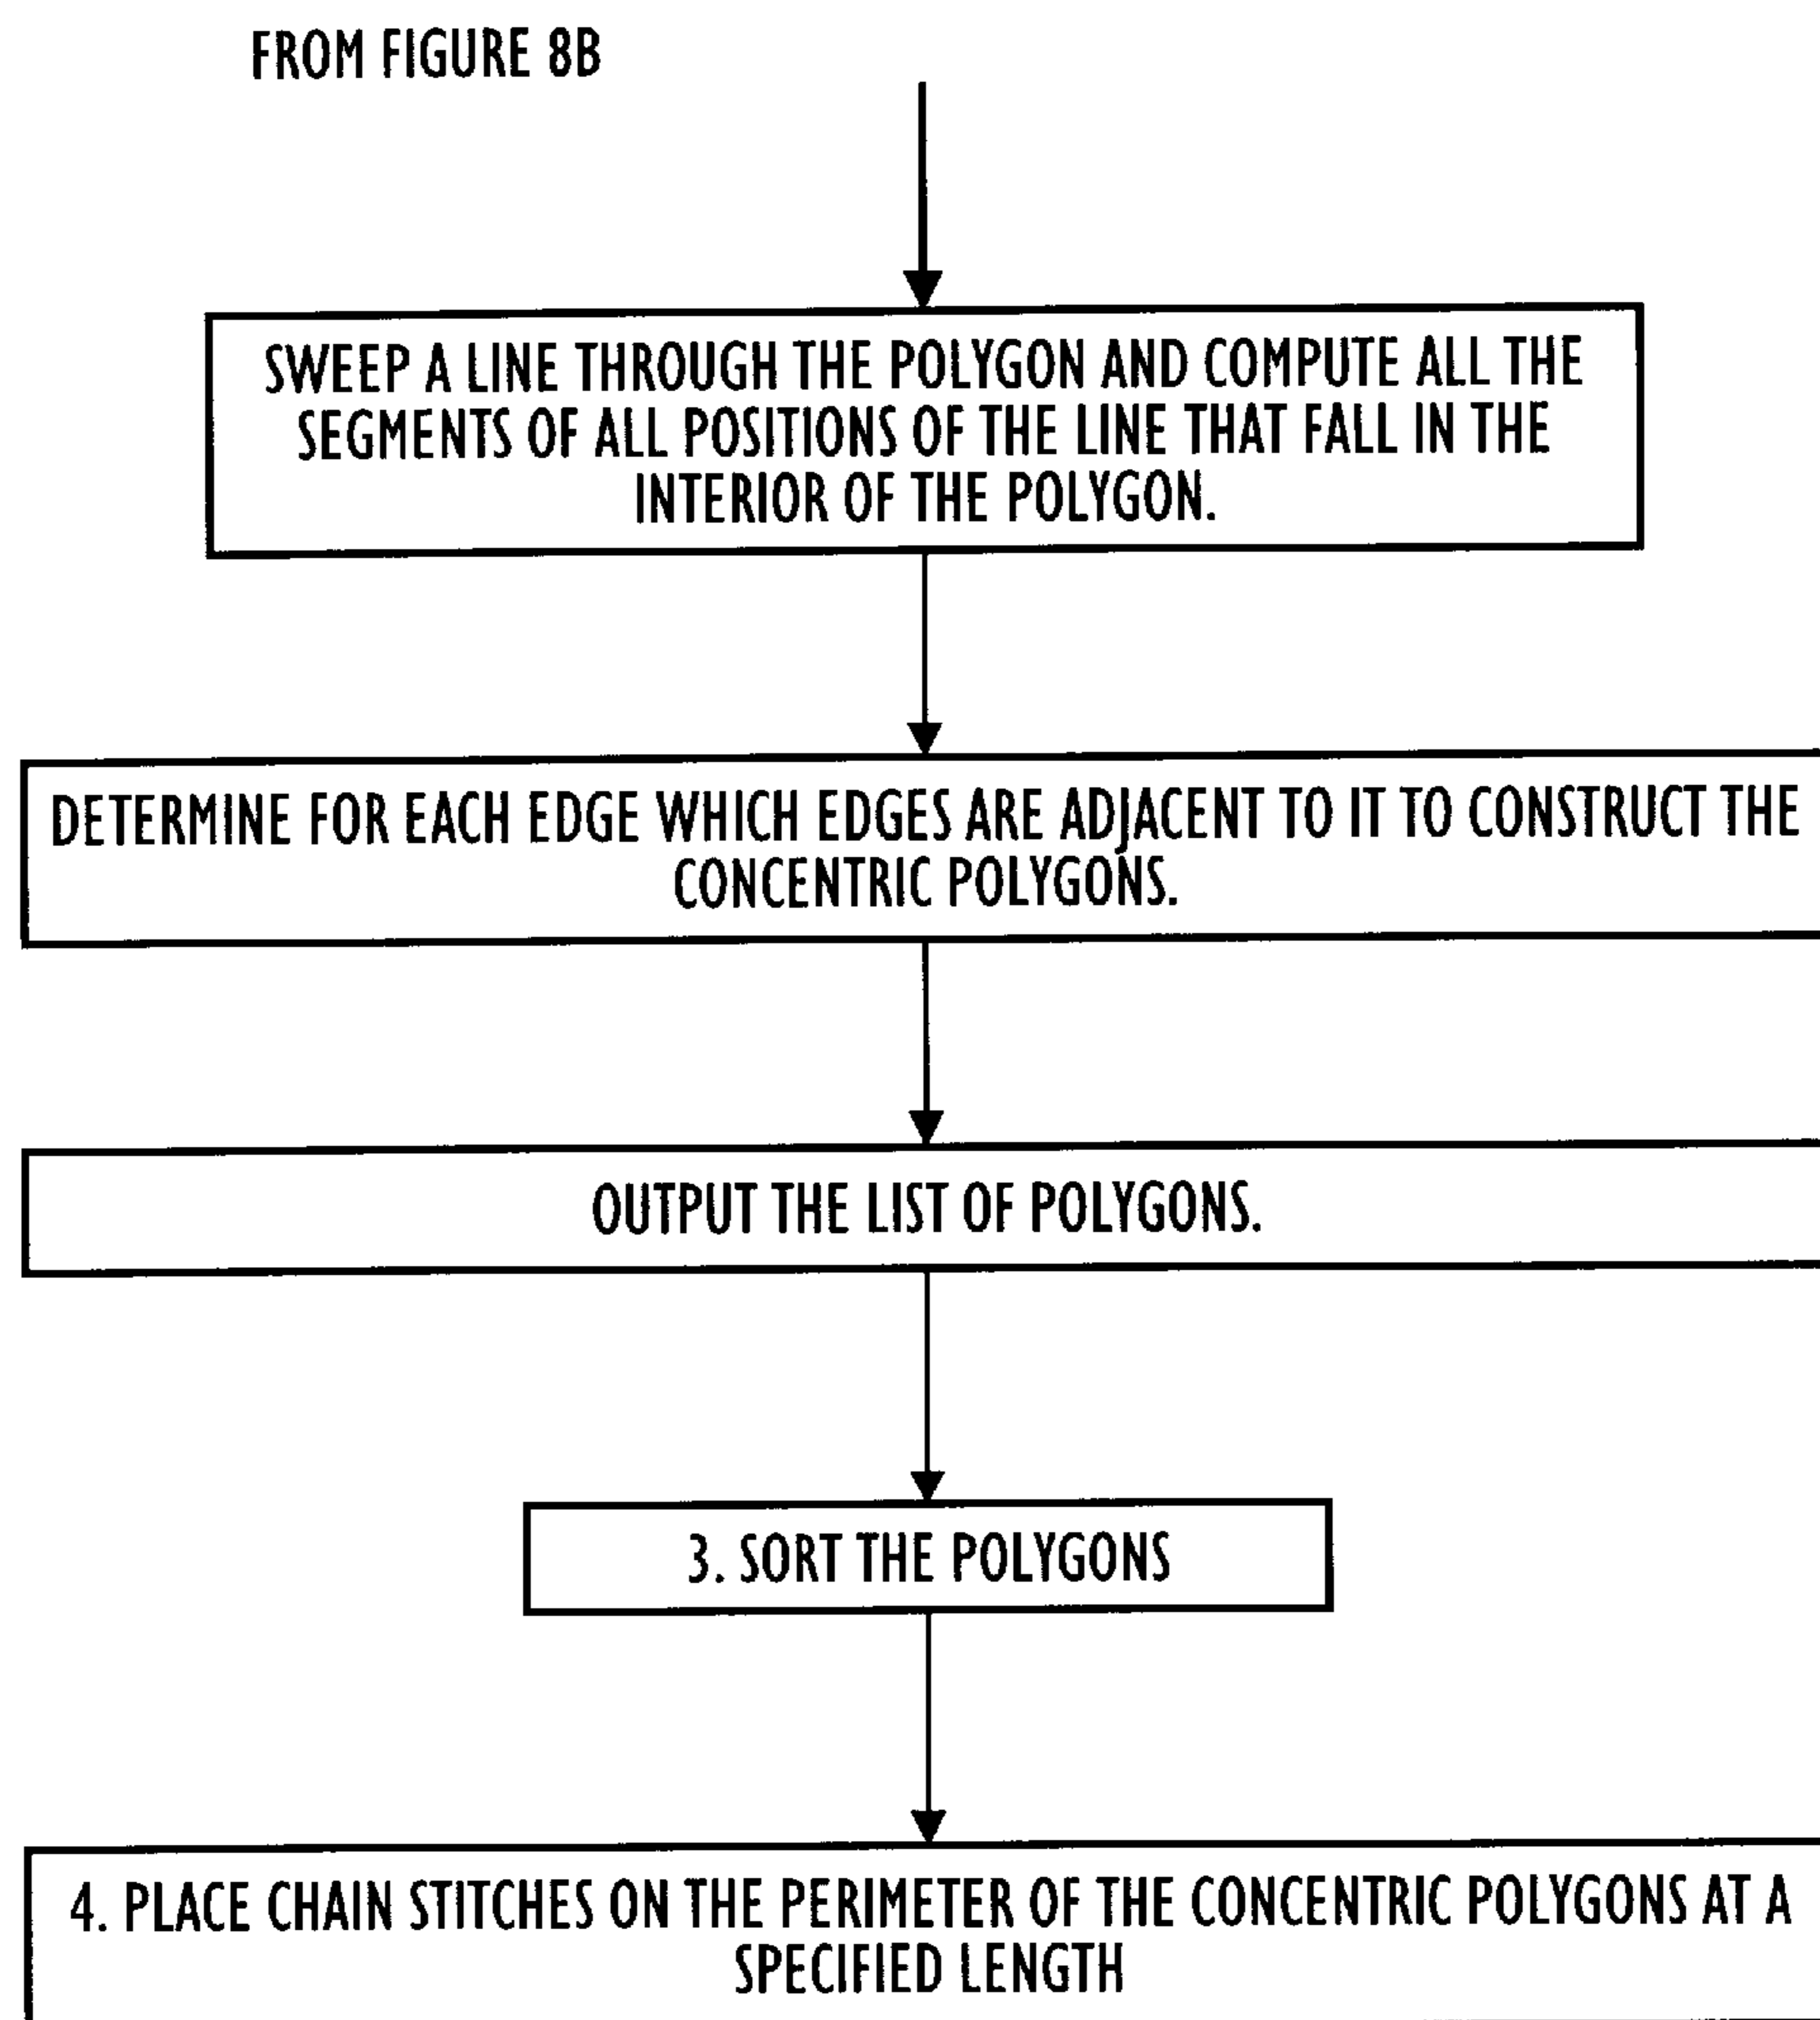 FROM FIGURE 8B
SWEEP A LINE THROUGH THE POLYGON AND COMPUTE ALL THE
SEGMENTS OF ALL POSITIONS OF THE LINE THAT FALL IN THE
INTERIOR OF THE POLYGON.
DETERMINE FOR EACH EDGE WHICH EDGES ARE ADJACENT TO IT TO CONSTRUCT THE
CONCENTRIC POLYGONS.
OUTPUT THE LIST OF POLYGONS.
3. SORT THE POLYGONS
4. PLACE CHAIN STITCHES ON THE PERIMETER OF THE CONCENTRIC POLYGONS AT A
SPECIFIED LENGTH